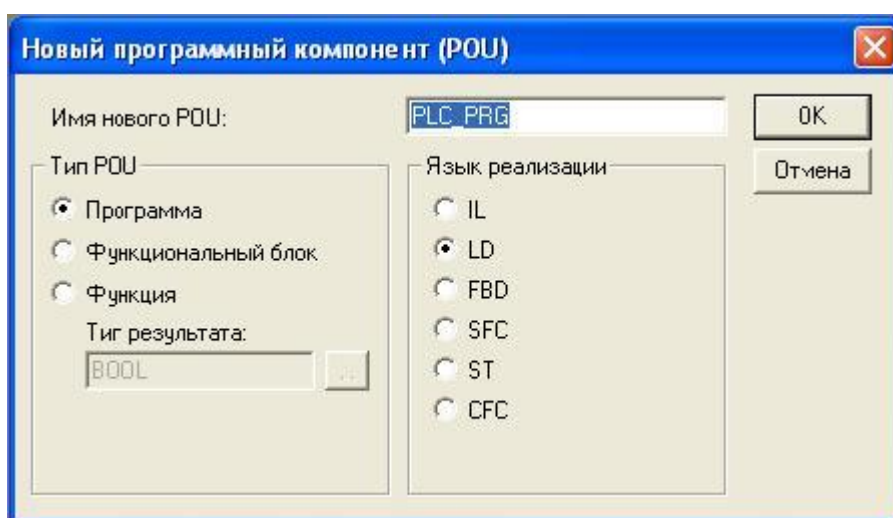 Новый программный компонент (POU)
Имя нового POU:
PLC_PRG
OK
Отмена
Тип POU
Программа
Функциональный блок
Функция
Тип результата:
BOOL
...
Язык реализации
IL
LD
FBD
SFC
ST
CFC